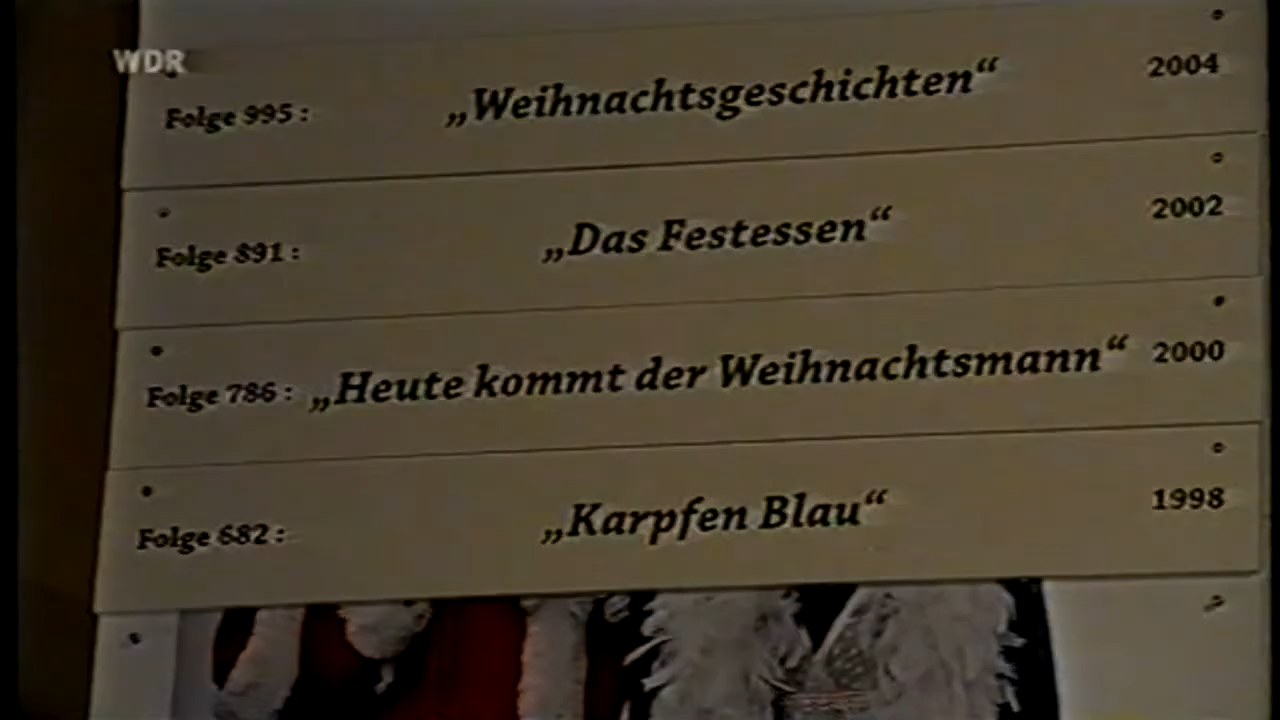 WDR
Folge 995 : „Weihnachtsgeschichten“ 2004
Folge 891 : „Das Festessen“ 2002
Folge 786 : „Heute kommt der Weihnachtsmann“ 2000
Folge 682 : „Karpfen Blau“ 1998